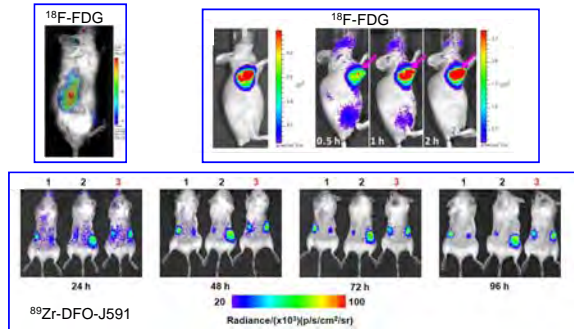 ¹⁸F-FDG
¹⁸F-FDG
0.5 h
1 h
2 h
1 2 3
1 2 3
1 2 3
1 2 3
24 h
48 h
72 h
96 h
⁸⁹Zr-DFO-J591
20
100
Radiance/(x10³)(p/s/cm²/sr)